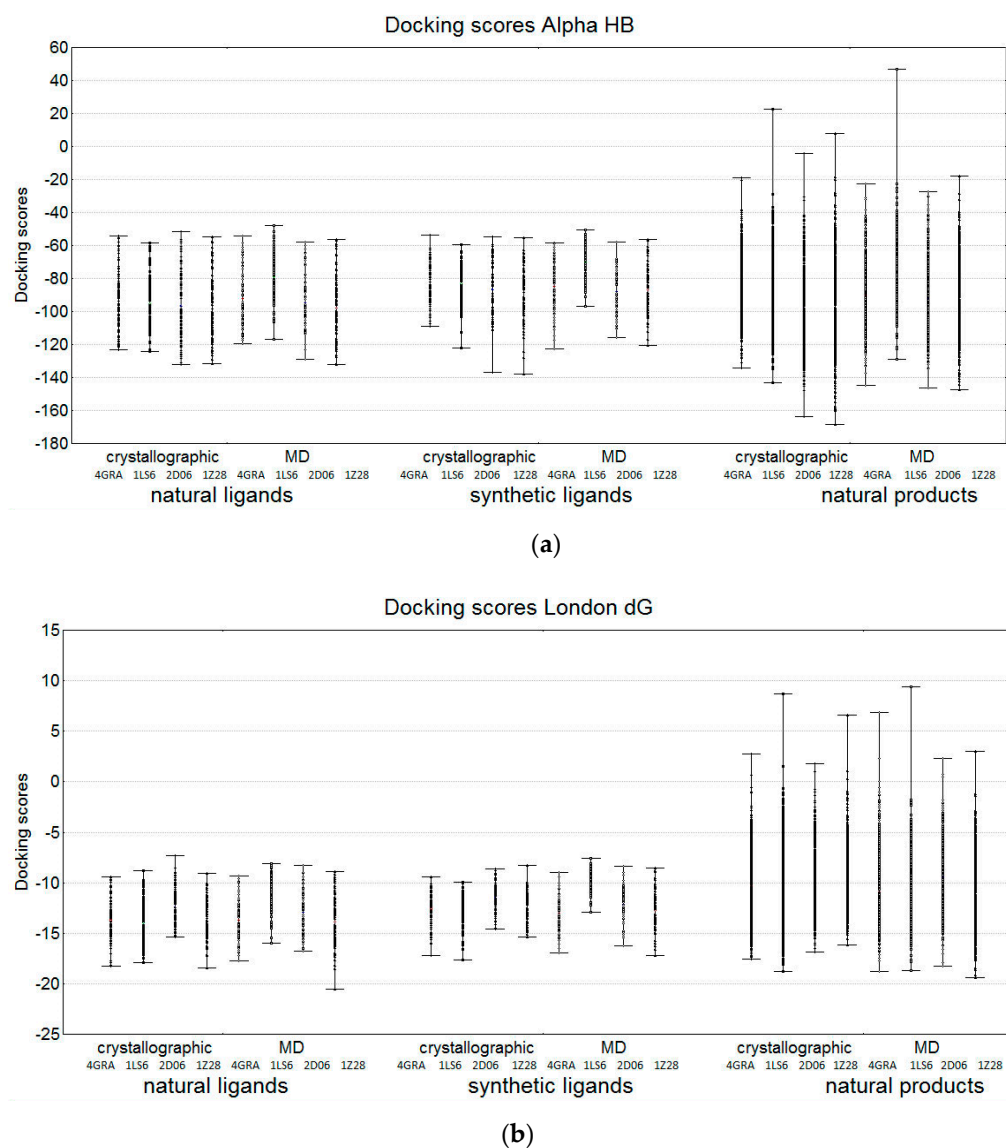 Docking scores Alpha HB
60
40
20
0
-20
-40
-60
-80
-100
-120
-140
-160
-180
Docking scores
crystallographic MD crystallographic MD crystallographic MD
4GRA 1LS6 2D06 1Z28 4GRA 1LS6 2D06 1Z28 4GRA 1LS6 2D06 1Z28 4GRA 1LS6 2D06 1Z28 4GRA 1LS6 2D06 1Z28 4GRA 1LS6 2D06 1Z28
natural ligands synthetic ligands natural products
(a)
Docking scores London dG
15
10
5
0
-5
-10
-15
-20
-25
Docking scores
crystallographic MD crystallographic MD crystallographic MD
4GRA 1LS6 2D06 1Z28 4GRA 1LS6 2D06 1Z28 4GRA 1LS6 2D06 1Z28 4GRA 1LS6 2D06 1Z28 4GRA 1LS6 2D06 1Z28 4GRA 1LS6 2D06 1Z28
natural ligands synthetic ligands natural products
(b)